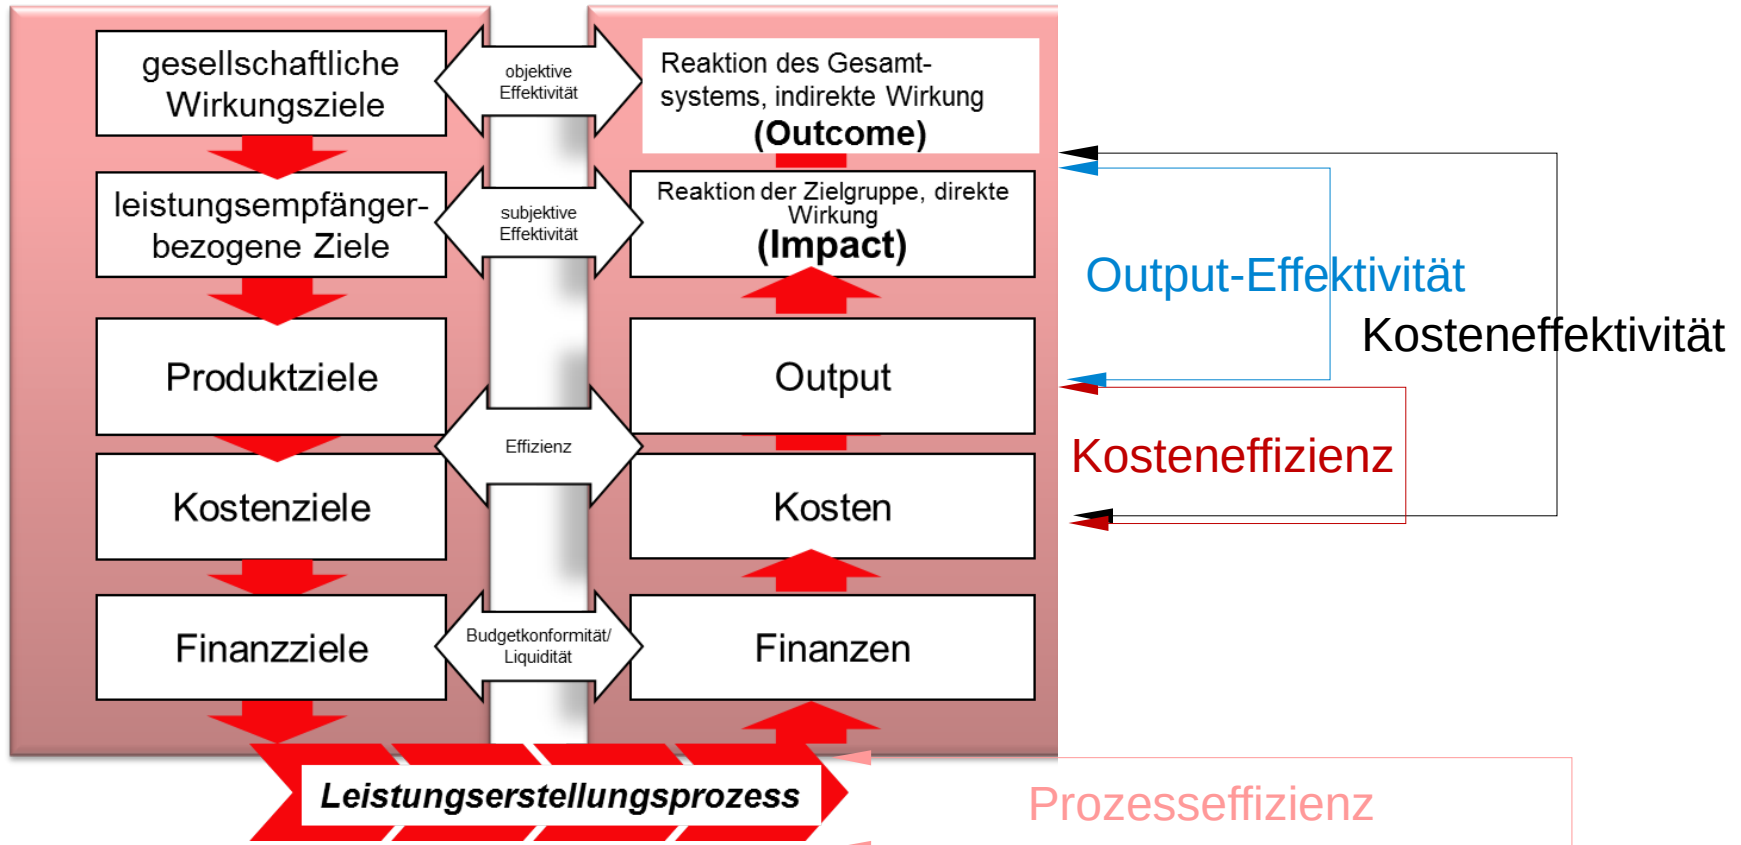 gesellschaftliche
Wirkungsziele
objektive
Effektivität
Reaktion des Gesamt-
systems, indirekte Wirkung
(Outcome)
leistungsempfänger-
bezogene Ziele
subjektive
Effektivität
Reaktion der Zielgruppe, direkte
Wirkung
(Impact)
Output-Effektivität
Kosteneffektivität
Produktziele
Output
Effizienz
Kosteneffizienz
Kostenziele
Kosten
Finanzziele
Budgetkonformität/
Liquidität
Finanzen
Leistungserstellungsprozess
Prozesseffizienz